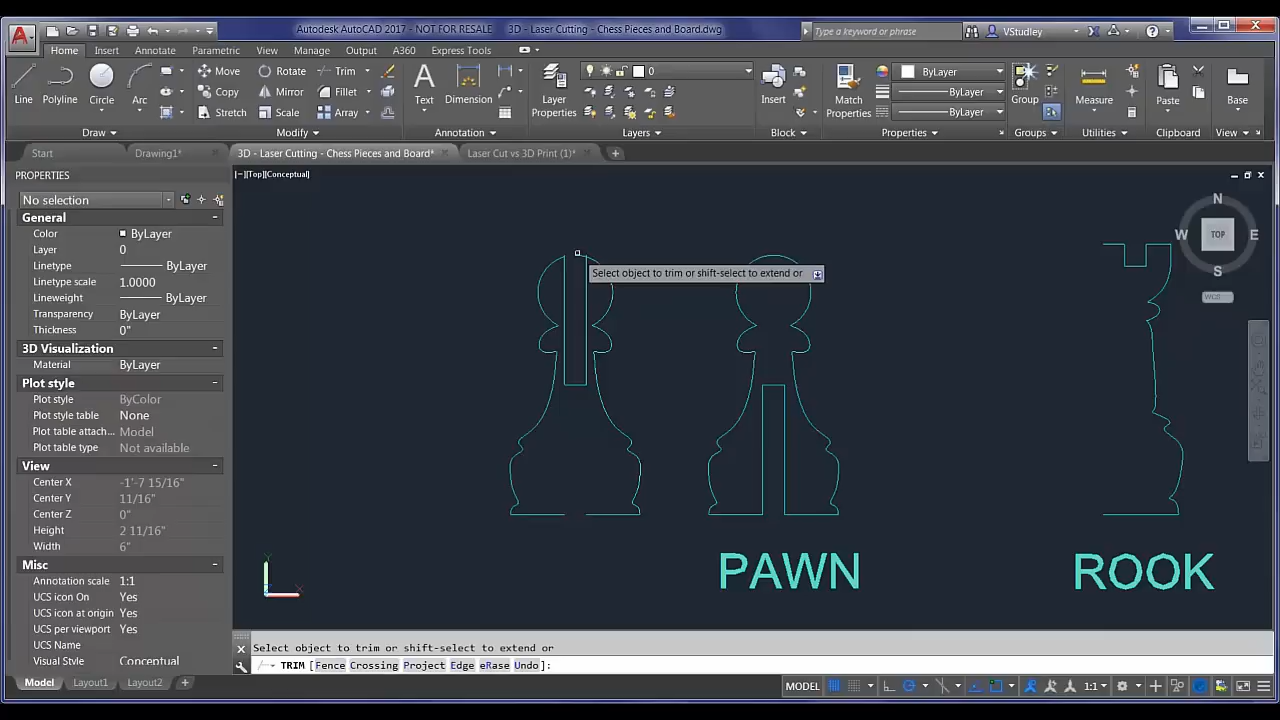 Autodesk AutoCAD 2017 - NOT FOR RESALE 3D - Laser Cutting - Chess Pieces and Board.dwg
Type a keyword or phrase
VStudley
Home Insert Annotate Parametric View Manage Output A360 Express Tools
Line Polyline Circle Arc
Move Rotate Trim
Copy Mirror Fillet
Stretch Scale Array
Text Dimension
Layer Properties
0
Insert
Match Properties
ByLayer
ByLayer
ByLayer
Group Measure Paste Base
Draw Modify Annotation Layers Block Properties Groups Utilities Clipboard View
Start Drawing1* 3D - Laser Cutting - Chess Pieces and Board* Laser Cut vs 3D Print (1)*
PROPERTIES
[−][Top][Conceptual]
No selection
General
Color ByLayer
Layer 0
Linetype ByLayer
Linetype scale 1.0000
Lineweight ByLayer
Transparency ByLayer
Thickness 0"
3D Visualization
Material ByLayer
Plot style
Plot style ByColor
Plot style table None
Plot table attach... Model
Plot table type Not available
View
Center X -1'-7 15/16"
Center Y 11/16"
Center Z 0"
Height 2 11/16"
Width 6"
Misc
Annotation scale 1:1
UCS icon On Yes
UCS icon at origin Yes
UCS per viewport Yes
UCS Name
Visual Style Conceptual
N
W TOP E
S
WCS
Select object to trim or shift-select to extend or
PAWN ROOK
Y
X
Select object to trim or shift-select to extend or
TRIM [Fence Crossing Project Edge eRase Undo]:
Model Layout1 Layout2
MODEL 1:1